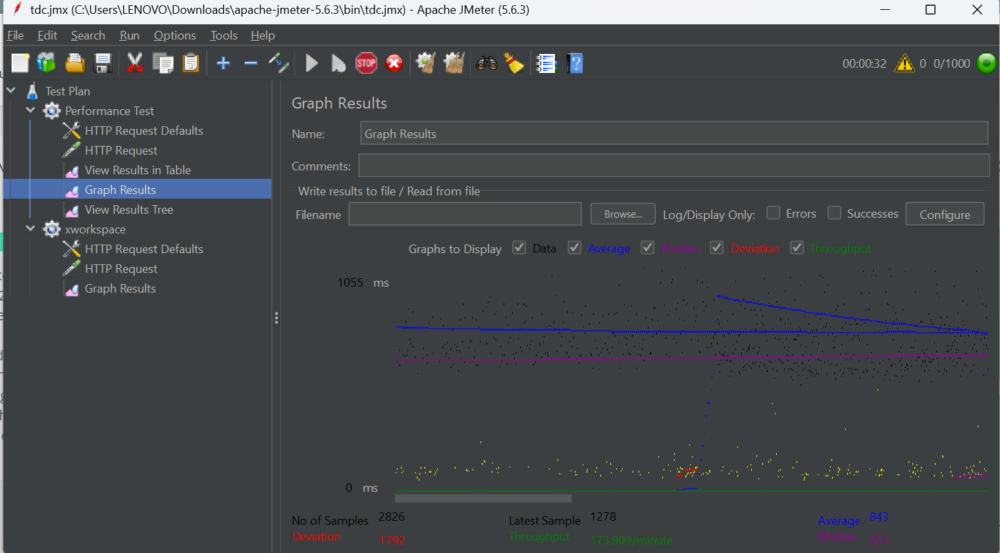 tdc.jmx (C:\Users\LENOVO\Downloads\apache-jmeter-5.6.3\bin\tdc.jmx) - Apache JMeter (5.6.3)
File Edit Search Run Options Tools Help
STOP 00:00:32 0 0/1000
Test Plan
Performance Test
HTTP Request Defaults
HTTP Request
View Results in Table
Graph Results
View Results Tree
xworkspace
HTTP Request Defaults
HTTP Request
Graph Results
Graph Results
Name: Graph Results
Comments:
Write results to file / Read from file
Filename Browse... Log/Display Only: Errors Successes Configure
Graphs to Display Data Average Median Deviation Throughput
1055 ms
0 ms
No of Samples 2826 Latest Sample 1278 Average 843
Deviation 1792 Throughput 173.909/minute Median 653